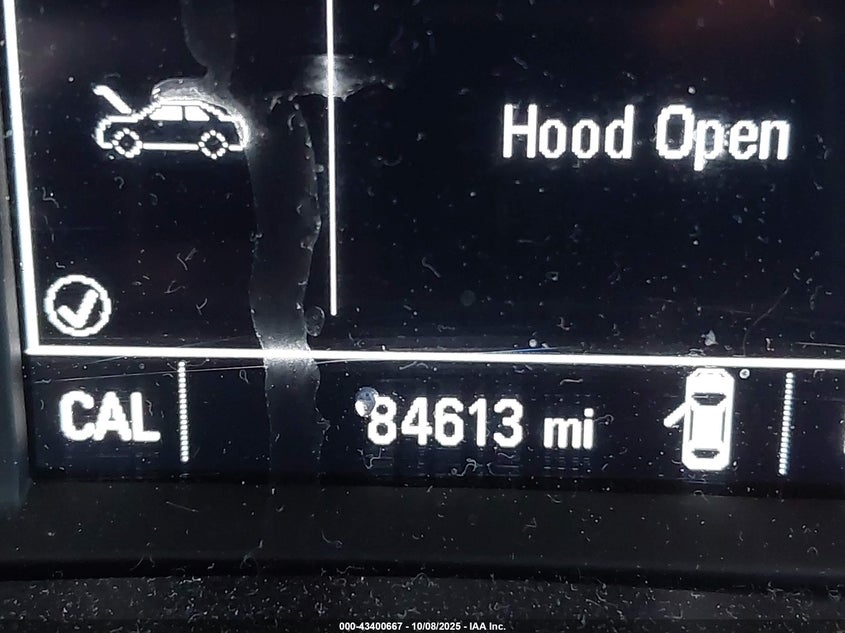 Hood Open
CAL
84613 mi
000-43400667 - 10/08/2025 - IAA Inc.